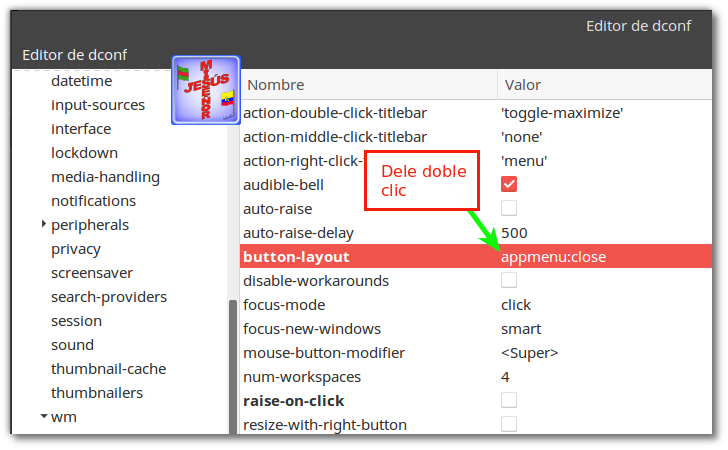 Editor de dconf
Editor de dconf
datetime
input-sources
interface
lockdown
media-handling
notifications
peripherals
privacy
screensaver
search-providers
session
sound
thumbnail-cache
thumbnailers
wm
JESÚS
MISEÑOR
Nombre Valor
action-double-click-titlebar 'toggle-maximize'
action-middle-click-titlebar 'none'
action-right-click- 'menu'
Dele doble
clic
audible-bell
auto-raise
auto-raise-delay 500
button-layout appmenu:close
disable-workarounds
focus-mode click
focus-new-windows smart
mouse-button-modifier <Super>
num-workspaces 4
raise-on-click
resize-with-right-button